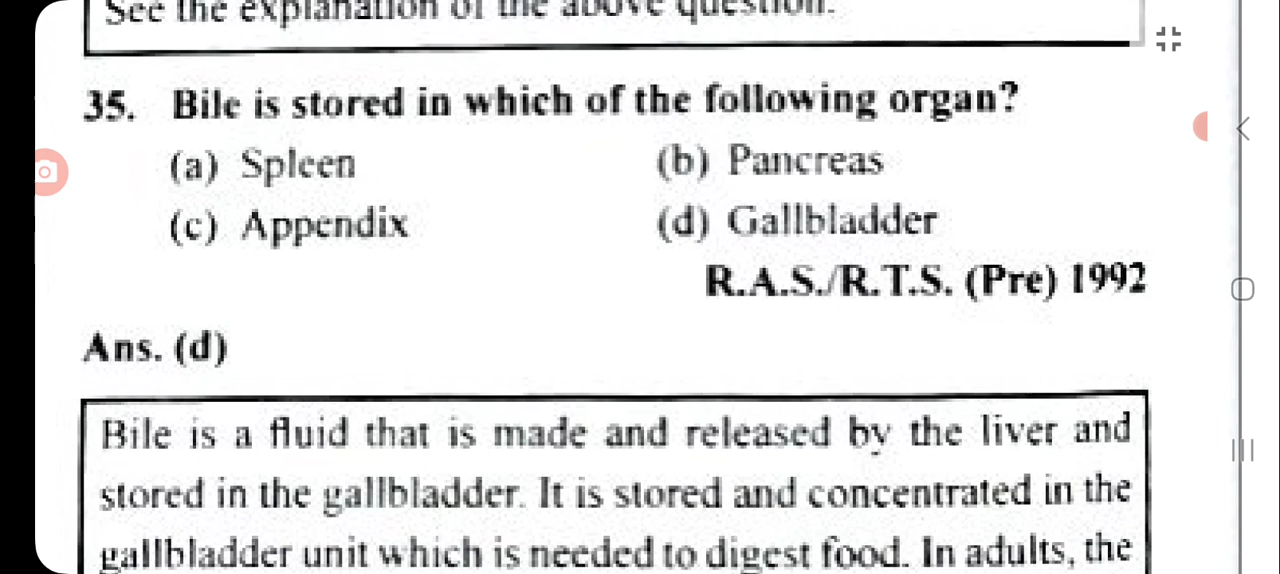 See the explanation of the above question.
35. Bile is stored in which of the following organ?
(a) Spleen (b) Pancreas
(c) Appendix (d) Gallbladder
R.A.S./R.T.S. (Pre) 1992
Ans. (d)
Bile is a fluid that is made and released by the liver and
stored in the gallbladder. It is stored and concentrated in the
gallbladder unit which is needed to digest food. In adults, the